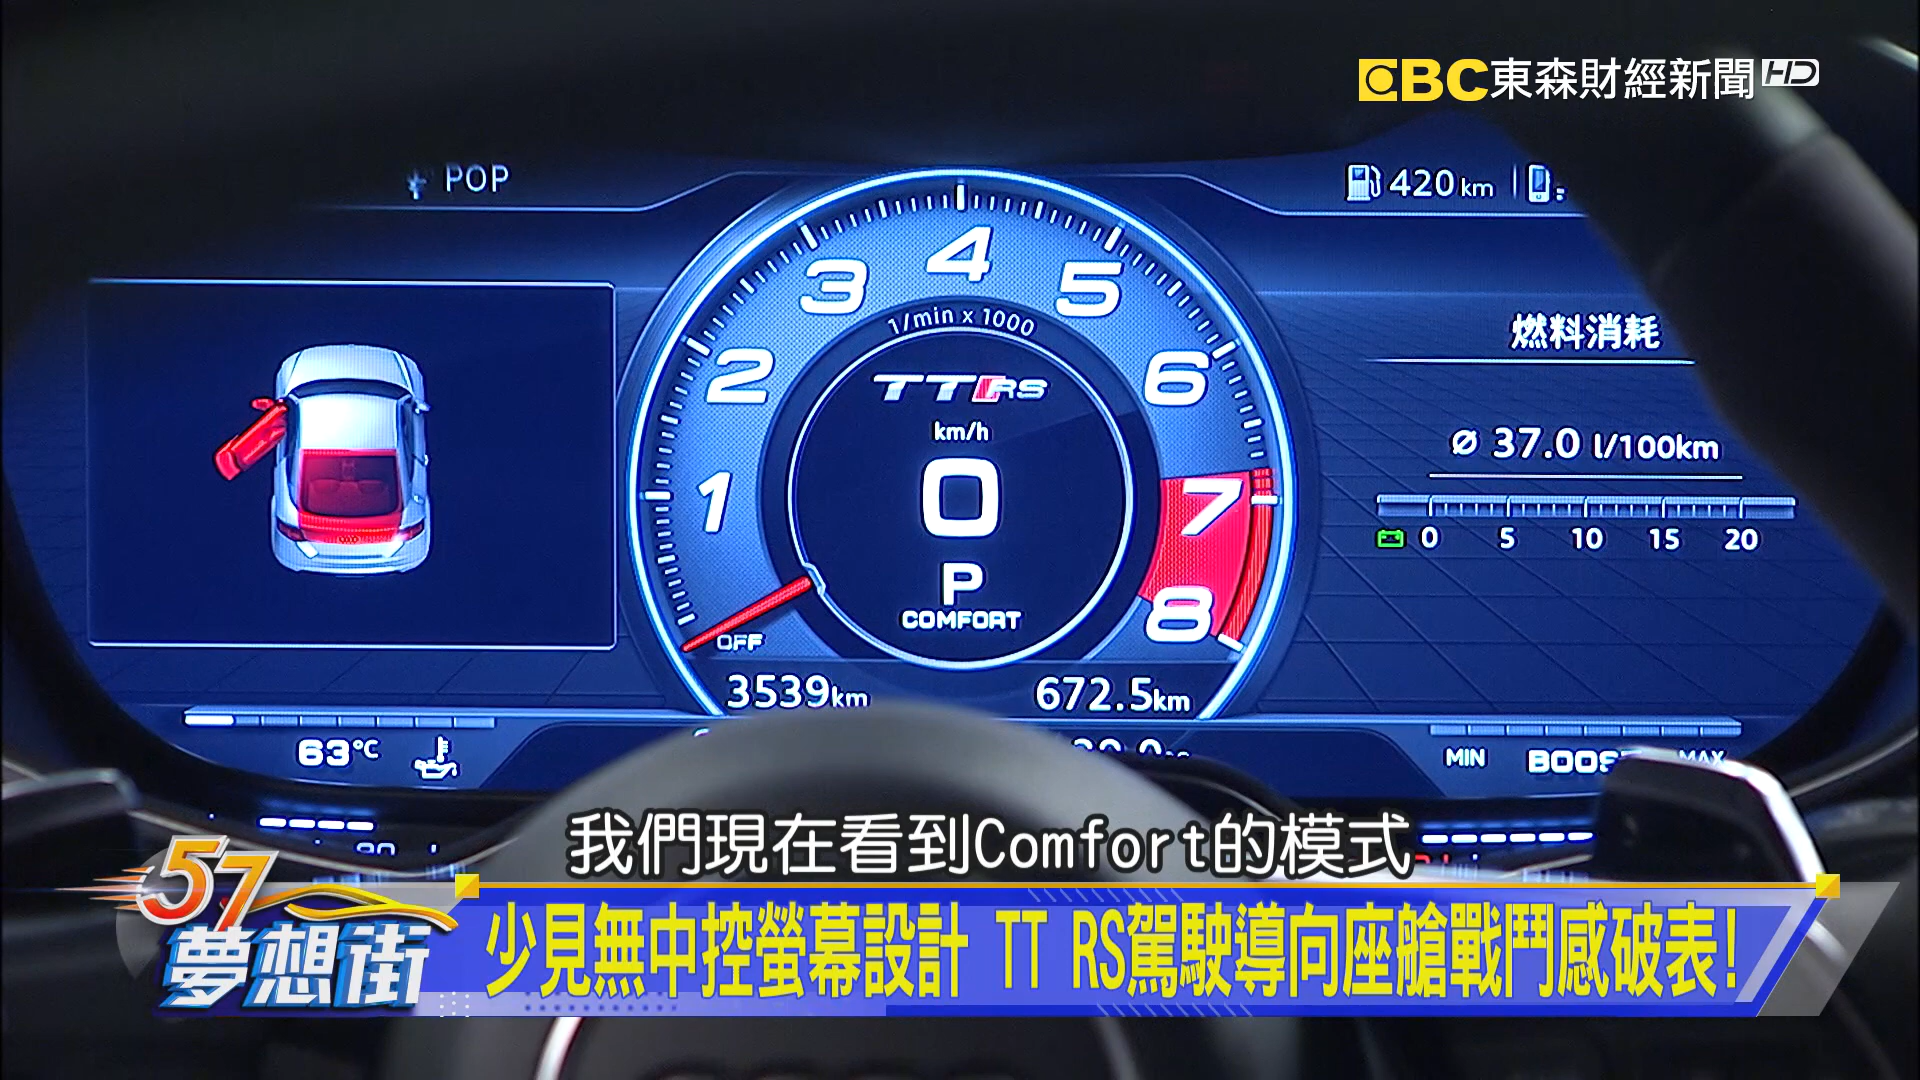 EBC東森財經新聞HD
POP
420km
4
3
5
1/min x 1000
2
6
TTRS
km/h
燃料消耗
ø 37.0 l/100km
1
0
7
0 5 10 15 20
P
COMFORT
8
OFF
3539km
672.5km
63°C
MIN BOOST MAX
我們現在看到Comfort的模式
57夢想街
少見無中控螢幕設計 TT RS駕駛導向座艙戰鬥感破表!